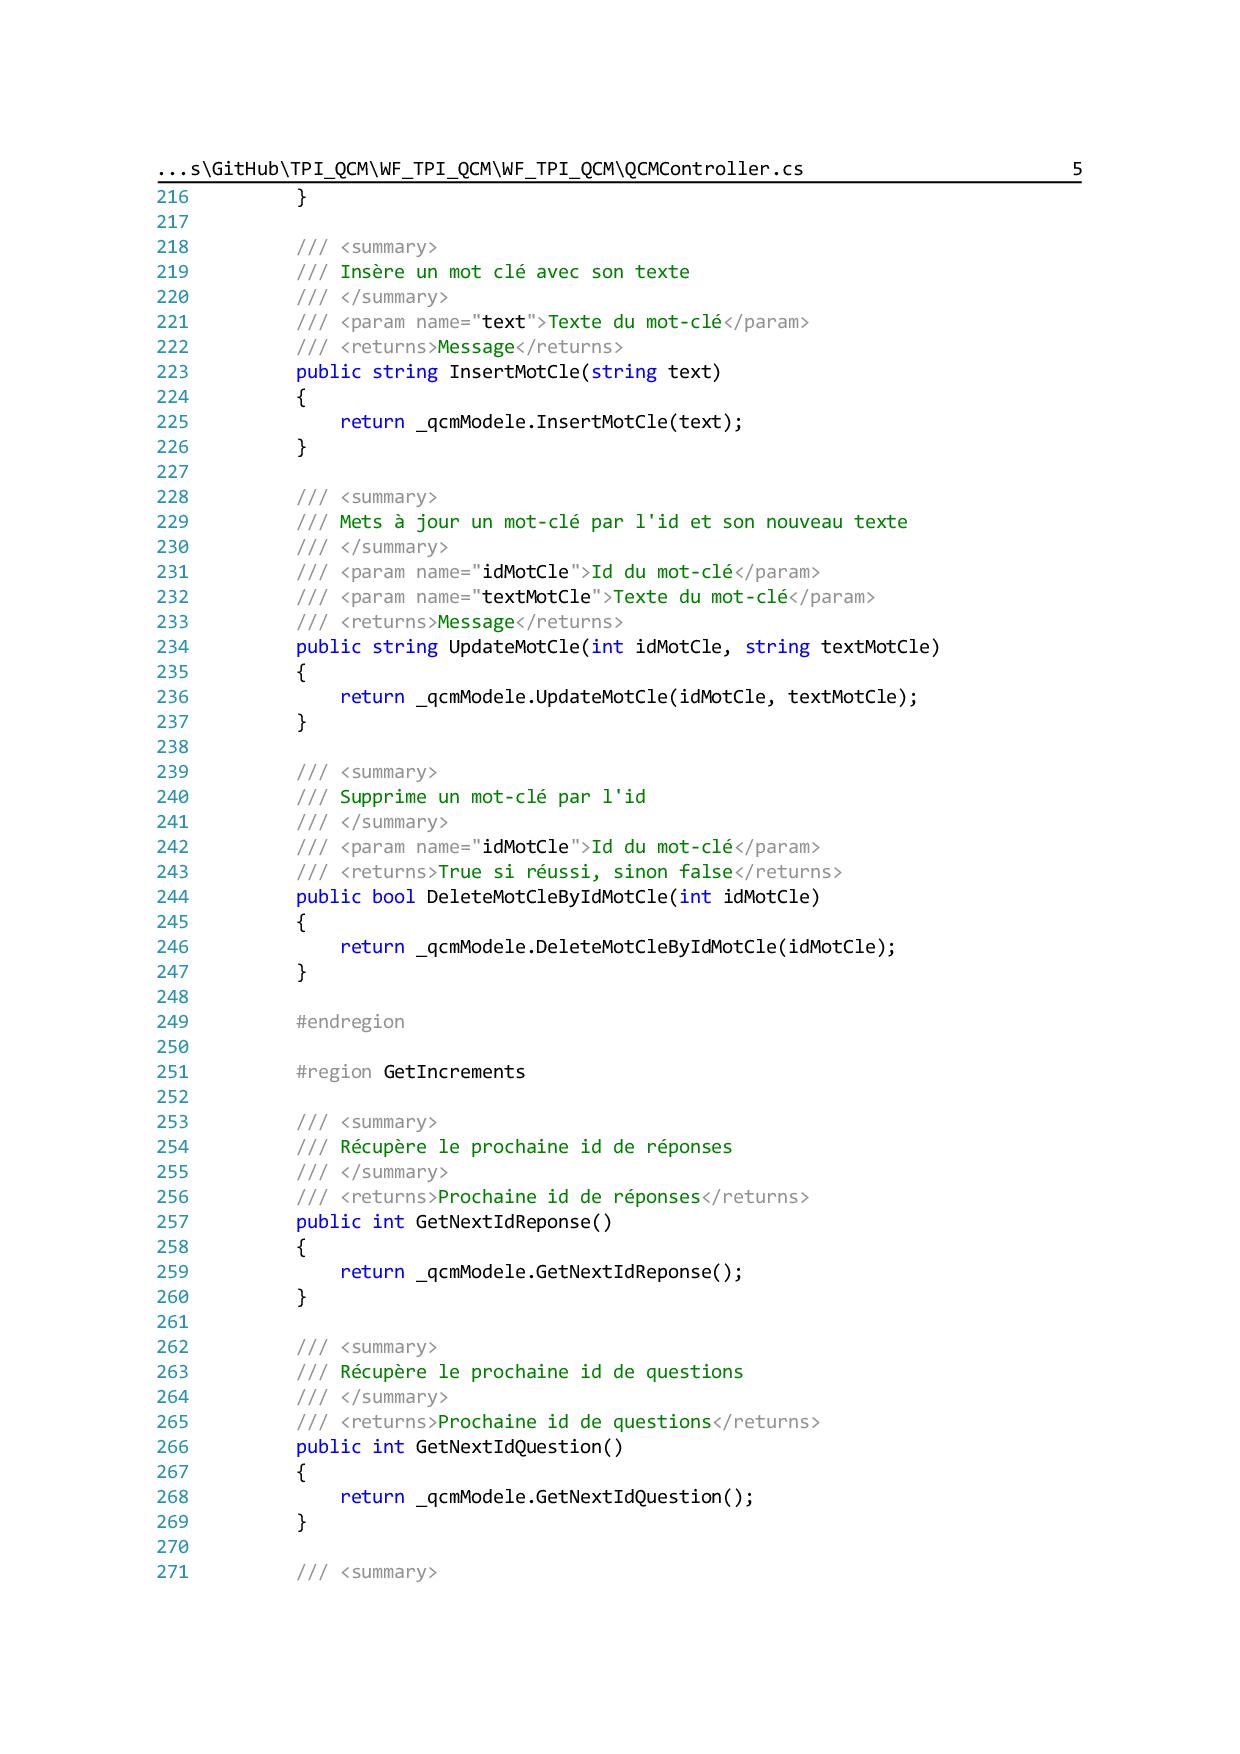 ...s\GitHub\TPI_QCM\WF_TPI_QCM\WF_TPI_QCM\QCMController.cs 5
216 }
217
218 /// <summary>
219 /// Insère un mot clé avec son texte
220 /// </summary>
221 /// <param name="text">Texte du mot-clé</param>
222 /// <returns>Message</returns>
223 public string InsertMotCle(string text)
224 {
225 return _qcmModele.InsertMotCle(text);
226 }
227
228 /// <summary>
229 /// Mets à jour un mot-clé par l'id et son nouveau texte
230 /// </summary>
231 /// <param name="idMotCle">Id du mot-clé</param>
232 /// <param name="textMotCle">Texte du mot-clé</param>
233 /// <returns>Message</returns>
234 public string UpdateMotCle(int idMotCle, string textMotCle)
235 {
236 return _qcmModele.UpdateMotCle(idMotCle, textMotCle);
237 }
238
239 /// <summary>
240 /// Supprime un mot-clé par l'id
241 /// </summary>
242 /// <param name="idMotCle">Id du mot-clé</param>
243 /// <returns>True si réussi, sinon false</returns>
244 public bool DeleteMotCleByIdMotCle(int idMotCle)
245 {
246 return _qcmModele.DeleteMotCleByIdMotCle(idMotCle);
247 }
248
249 #endregion
250
251 #region GetIncrements
252
253 /// <summary>
254 /// Récupère le prochaine id de réponses
255 /// </summary>
256 /// <returns>Prochaine id de réponses</returns>
257 public int GetNextIdReponse()
258 {
259 return _qcmModele.GetNextIdReponse();
260 }
261
262 /// <summary>
263 /// Récupère le prochaine id de questions
264 /// </summary>
265 /// <returns>Prochaine id de questions</returns>
266 public int GetNextIdQuestion()
267 {
268 return _qcmModele.GetNextIdQuestion();
269 }
270
271 /// <summary>